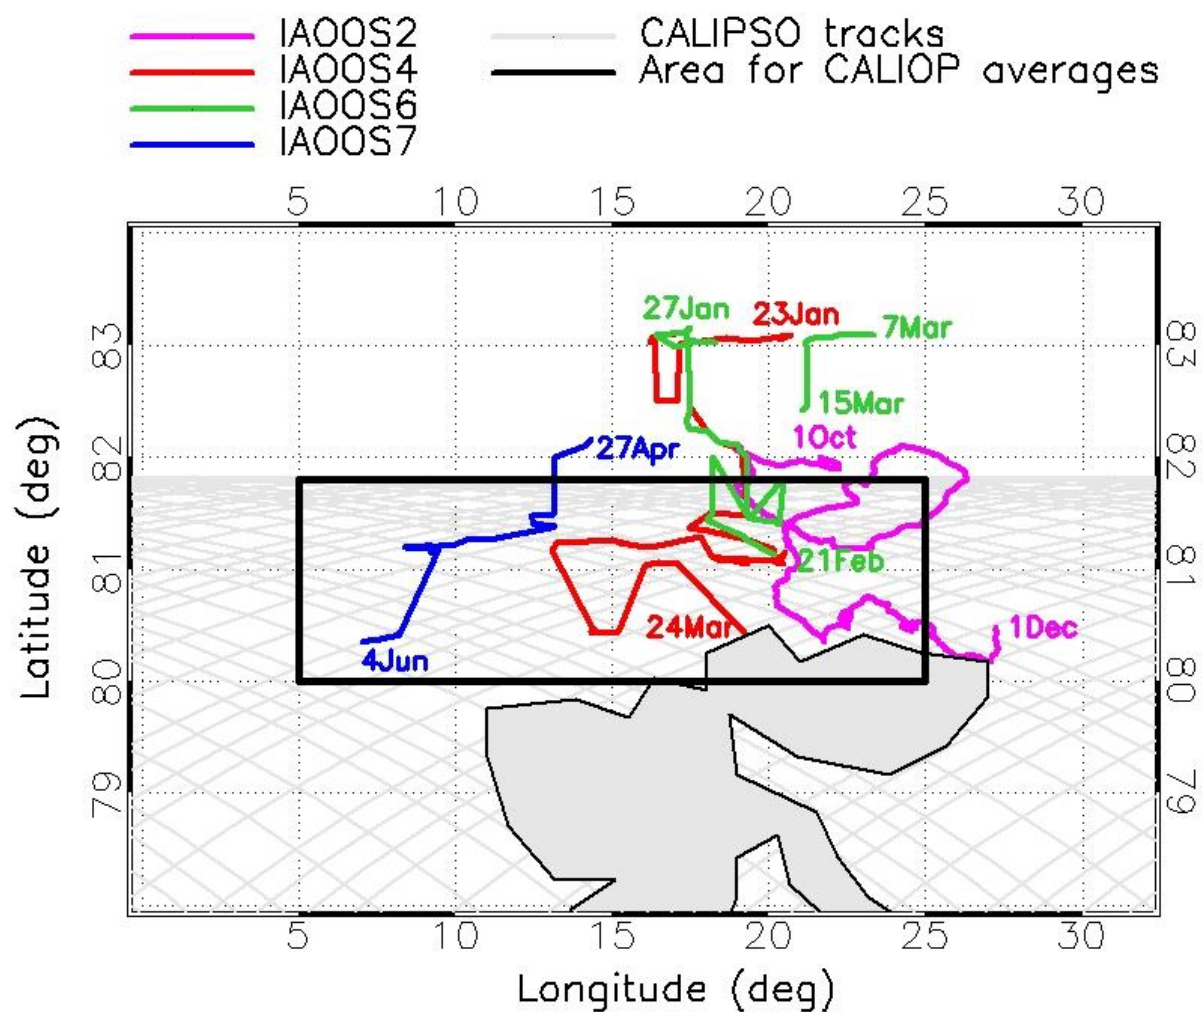 IAOOS2
CALIPSO tracks
IAOOS4
Area for CALIOP averages
IAOOS6
IAOOS7
5 10 15 20 25 30
27Jan 23Jan 7Mar
83 83
15Mar
1Oct
27Apr
82 82
81 81
21Feb
24Mar
1Dec
4Jun
80 80
79 79
Latitude (deg)
5 10 15 20 25 30
Longitude (deg)